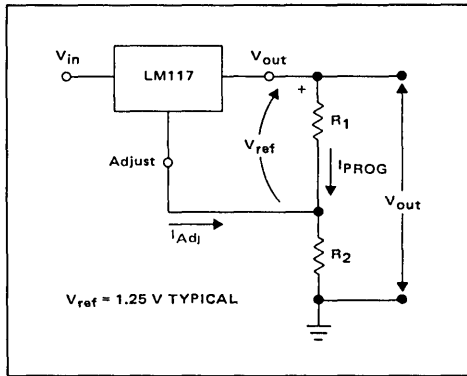 Vin
LM117
Vout
+
R1
Vref
IPROG
Adjust
Vout
IAdj
R2
Vref = 1.25 V TYPICAL